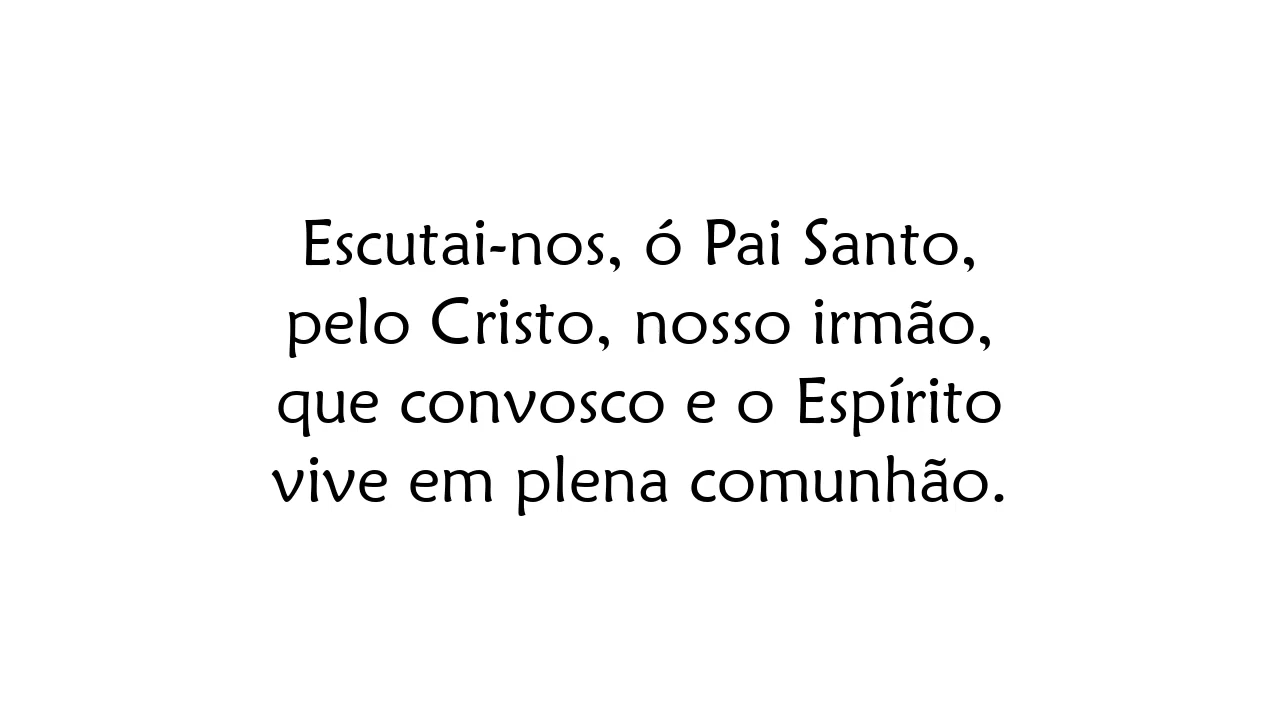 Escutai-nos, ó Pai Santo,
pelo Cristo, nosso irmão,
que convosco e o Espírito
vive em plena comunhão.